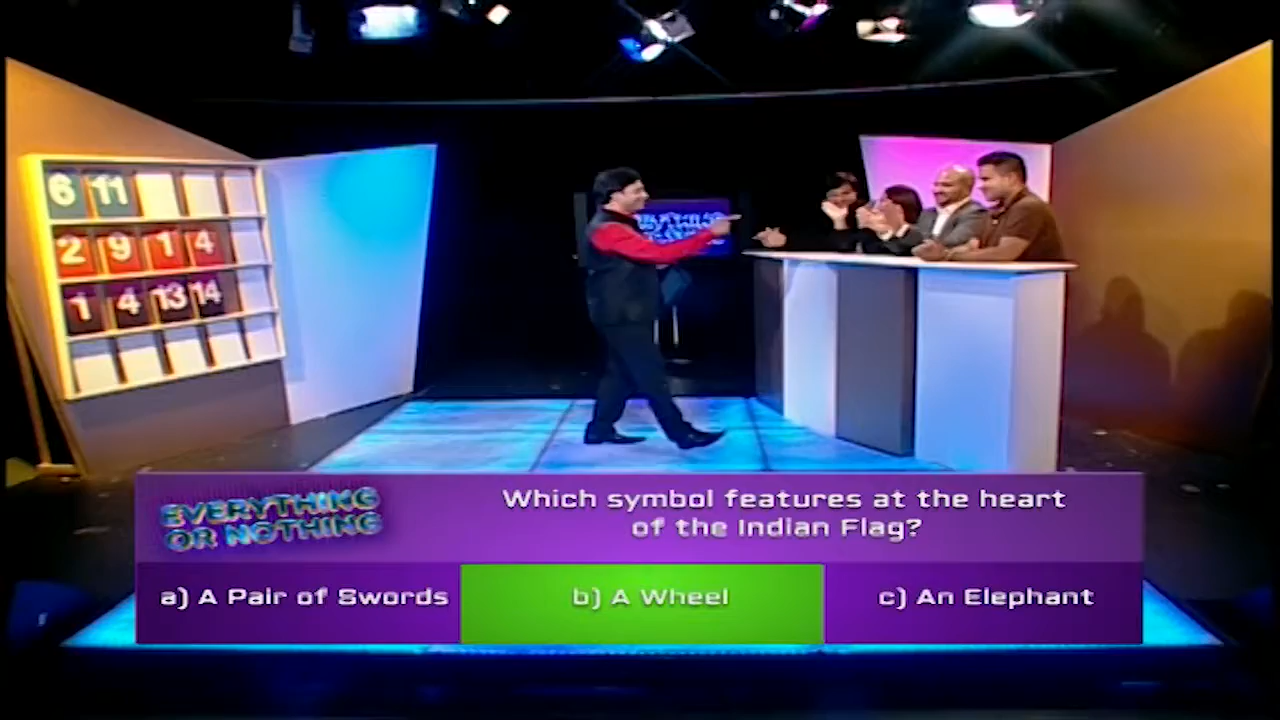 6 11
2 9 1 4
1 4 13 14
EVERYTHING
OR NOTHING
Which symbol features at the heart
of the Indian Flag?
a) A Pair of Swords
b) A Wheel
c) An Elephant